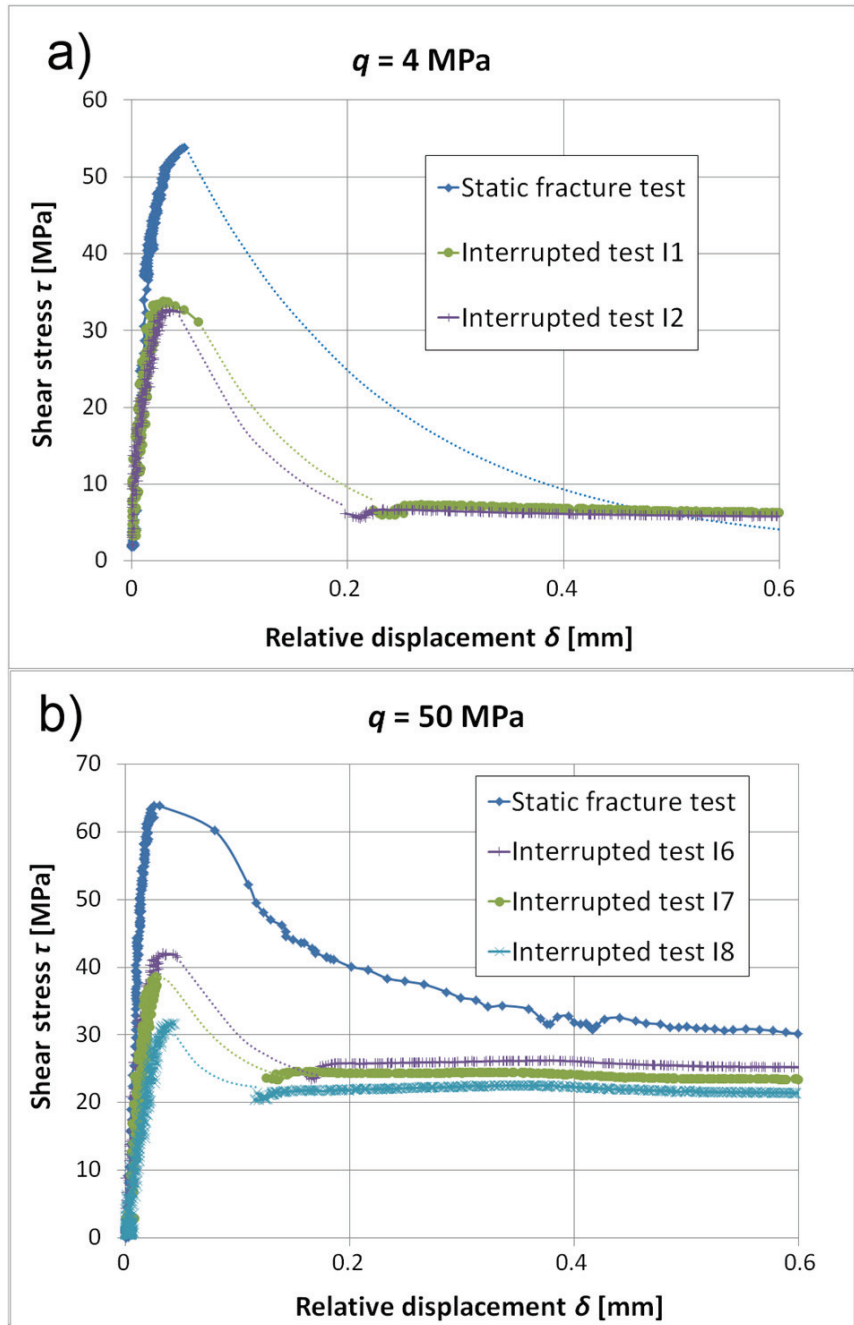 a)
q = 4 MPa
60
50
40
30
20
10
0
Shear stress τ [MPa]
Static fracture test
Interrupted test I1
Interrupted test I2
0
0.2
0.4
0.6
Relative displacement δ [mm]
b)
q = 50 MPa
70
60
50
40
30
20
10
0
Shear stress τ [MPa]
Static fracture test
Interrupted test I6
Interrupted test I7
Interrupted test I8
0
0.2
0.4
0.6
Relative displacement δ [mm]